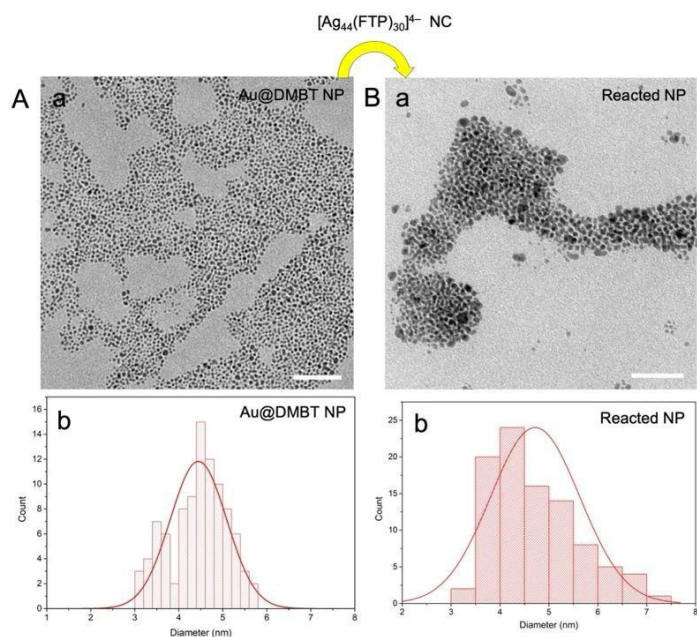 [Ag₄₄(FTP)₃₀]⁴⁻ NC
A
a
Au@DMBT NP
B
a
Reacted NP
b
Au@DMBT NP
16
14
12
10
8
6
4
2
0
Count
1 2 3 4 5 6 7 8
Diameter (nm)
b
Reacted NP
25
20
15
10
5
0
Count
2 3 4 5 6 7 8
Diameter (nm)